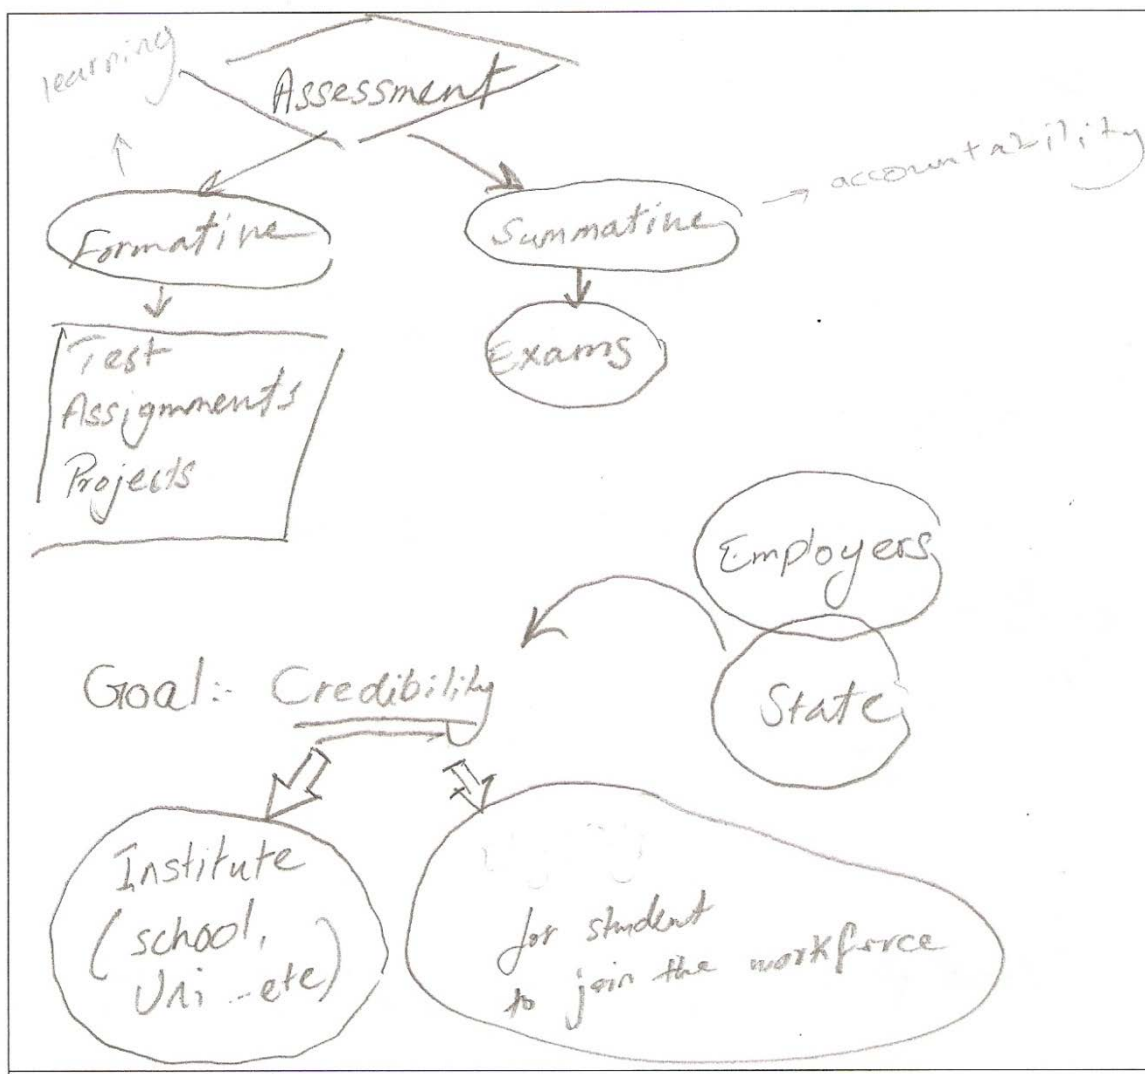 learning
Assessment
accountability
Formative
Summative
Test
Assignments
Projects
Exams
Employers
State
Goal:- Credibility
Institute
(school,
Uni...etc)
for student
to join the workforce